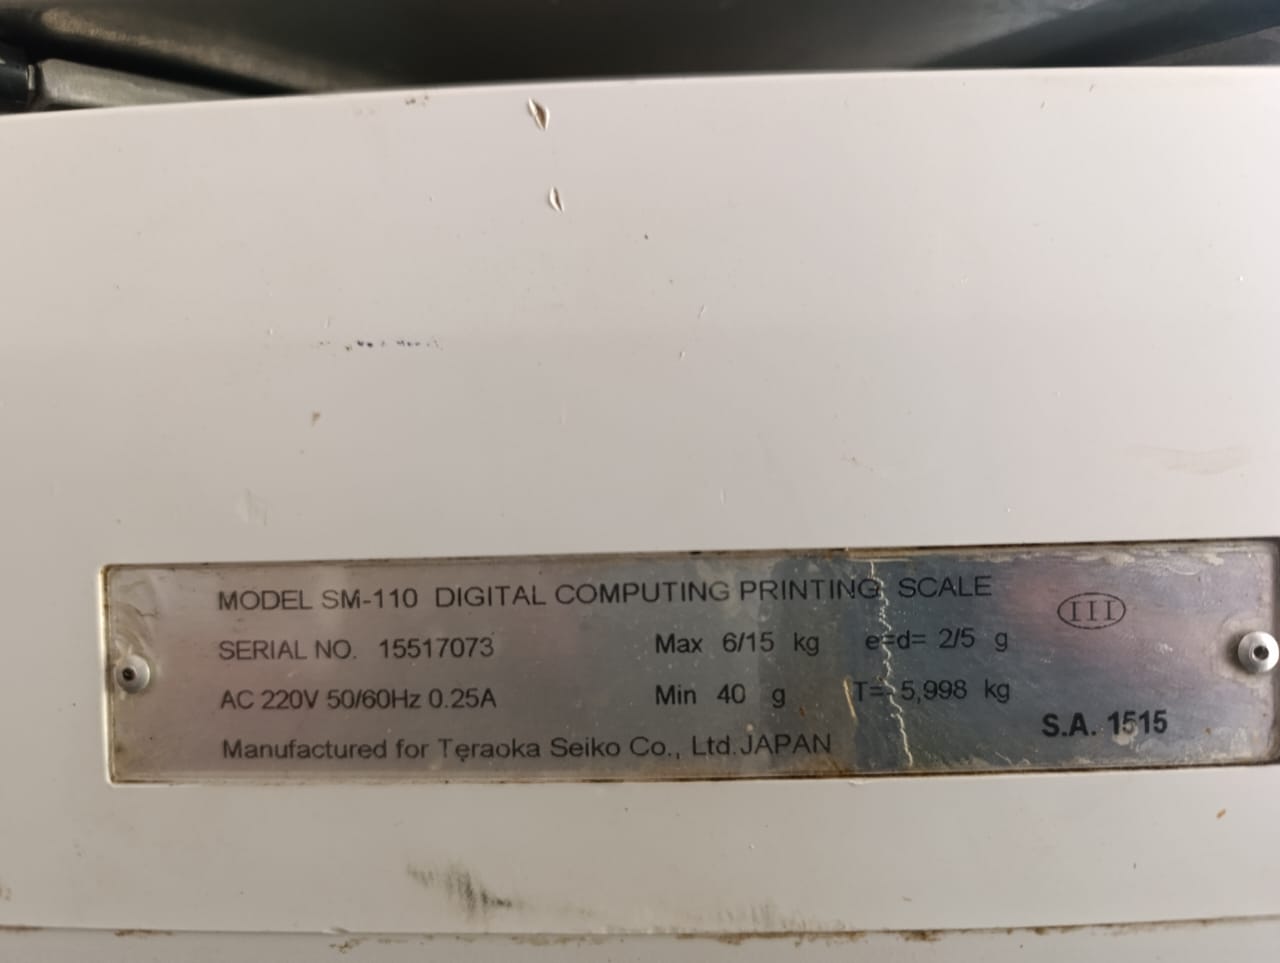 MODEL SM-110 DIGITAL COMPUTING PRINTING SCALE
III
SERIAL NO. 15517073 Max 6/15 kg e=d= 2/5 g
AC 220V 50/60Hz 0.25A Min 40 g T= 5,998 kg
S.A. 1515
Manufactured for Teraoka Seiko Co., Ltd.JAPAN